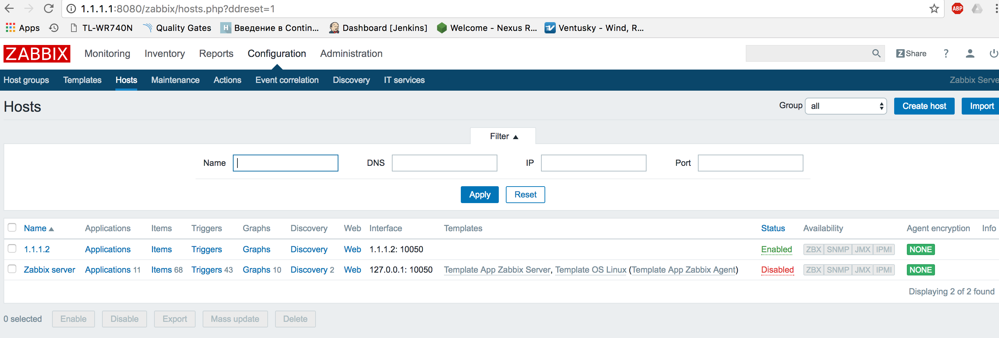 1.1.1.1:8080/zabbix/hosts.php?ddreset=1 ABP
Apps TL-WR740N Quality Gates H Введение в Contin... Dashboard [Jenkins] Welcome - Nexus R... Ventusky - Wind, R...
ZABBIX Monitoring Inventory Reports Configuration Administration Z Share ?
Host groups Templates Hosts Maintenance Actions Event correlation Discovery IT services Zabbix Serve
Hosts Group all Create host Import
Filter ▲
Name DNS IP Port
Apply Reset
Name ▲ Applications Items Triggers Graphs Discovery Web Interface Templates Status Availability Agent encryption Info
1.1.1.2 Applications Items Triggers Graphs Discovery Web 1.1.1.2: 10050 Enabled ZBX SNMP JMX IPMI NONE
Zabbix server Applications 11 Items 68 Triggers 43 Graphs 10 Discovery 2 Web 127.0.0.1: 10050 Template App Zabbix Server, Template OS Linux (Template App Zabbix Agent) Disabled ZBX SNMP JMX IPMI NONE
Displaying 2 of 2 found
0 selected Enable Disable Export Mass update Delete